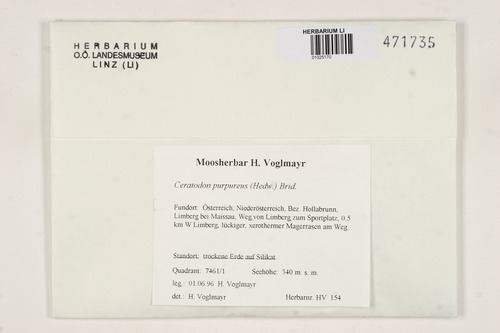 HERBARIUM
O.Ö. LANDESMUSEUM
LINZ (LI)
HERBARIUM LI
01025170
471735
Moosherbar H. Voglmayr
Ceratodon purpureus (Hedw.) Brid.
Fundort: Österreich, Niederösterreich, Bez. Hollabrunn,
Limberg bei Maissau, Weg von Limberg zum Sportplatz, 0.5
km W Limberg, lückiger, xerothermer Magerrasen am Weg
Standort: trockene Erde auf Silikat
Quadrant: 7461/1 Seehöhe: 340 m. s. m.
leg.: 01.06.96 H. Voglmayr
det.: H. Voglmayr Herbarnr. HV 154